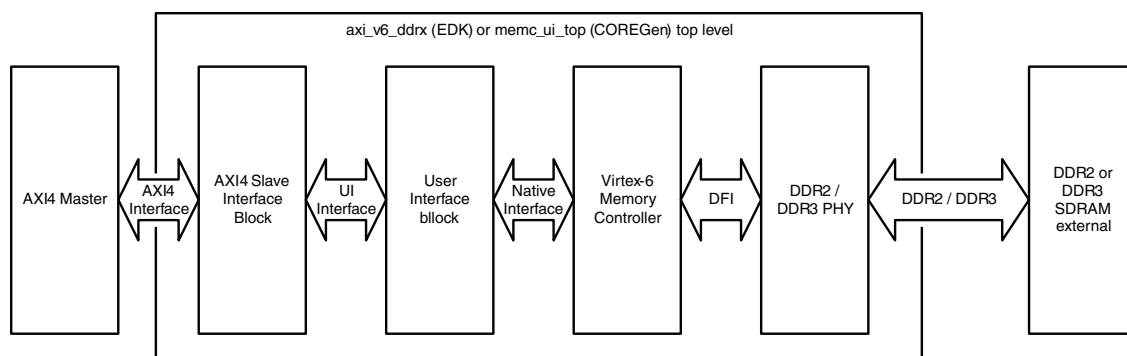 axi_v6_ddrx (EDK) or memc_ui_top (COREGen) top level
AXI4 Master
AXI4
Interface
AXI4 Slave
Interface
Block
UI
Interface
User
Interface
bllock
Native
Interface
Virtex-6
Memory
Controller
DFI
DDR2 /
DDR3 PHY
DDR2 / DDR3
DDR2 or
DDR3
SDRAM
external